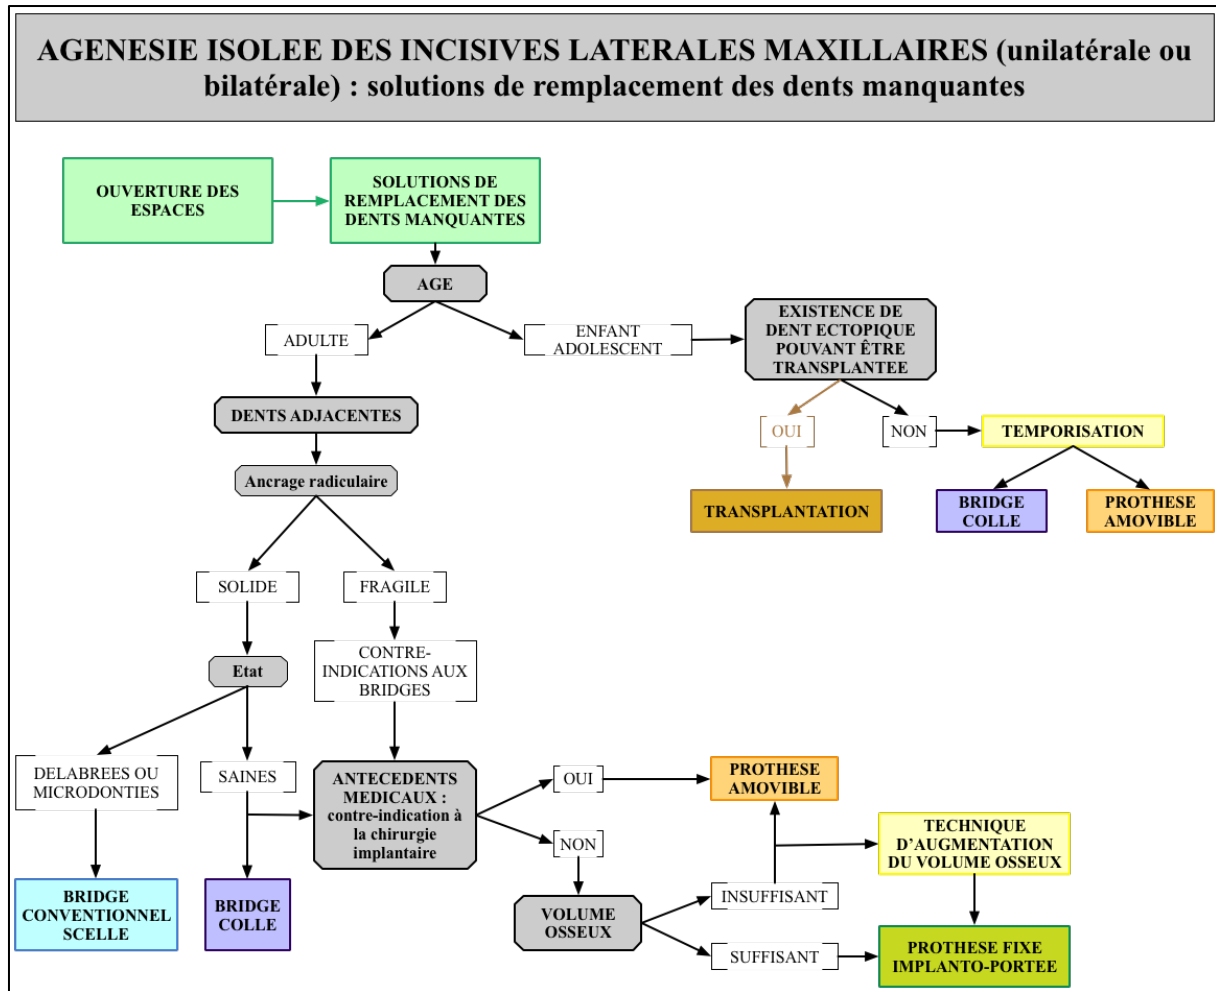 AGENESIE ISOLEE DES INCISIVES LATERALES MAXILLAIRES (unilatérale ou
bilatérale) : solutions de remplacement des dents manquantes
OUVERTURE DES
ESPACES
SOLUTIONS DE
REMPLACEMENT DES
DENTS MANQUANTES
AGE
ADULTE
ENFANT
ADOLESCENT
EXISTENCE DE
DENT ECTOPIQUE
POUVANT ÊTRE
TRANSPLANTEE
DENTS ADJACENTES
OUI
NON
TEMPORISATION
Ancrage radiculaire
TRANSPLANTATION
BRIDGE
COLLE
PROTHESE
AMOVIBLE
SOLIDE
FRAGILE
Etat
CONTRE-
INDICATIONS AUX
BRIDGES
DELABREES OU
MICRODONTIES
SAINES
ANTECEDENTS
MEDICAUX :
contre-indication à
la chirurgie
implantaire
OUI
PROTHESE
AMOVIBLE
NON
TECHNIQUE
D'AUGMENTATION
DU VOLUME OSSEUX
BRIDGE
CONVENTIONNEL
SCELLE
BRIDGE
COLLE
VOLUME
OSSEUX
INSUFFISANT
SUFFISANT
PROTHESE FIXE
IMPLANTO-PORTEE